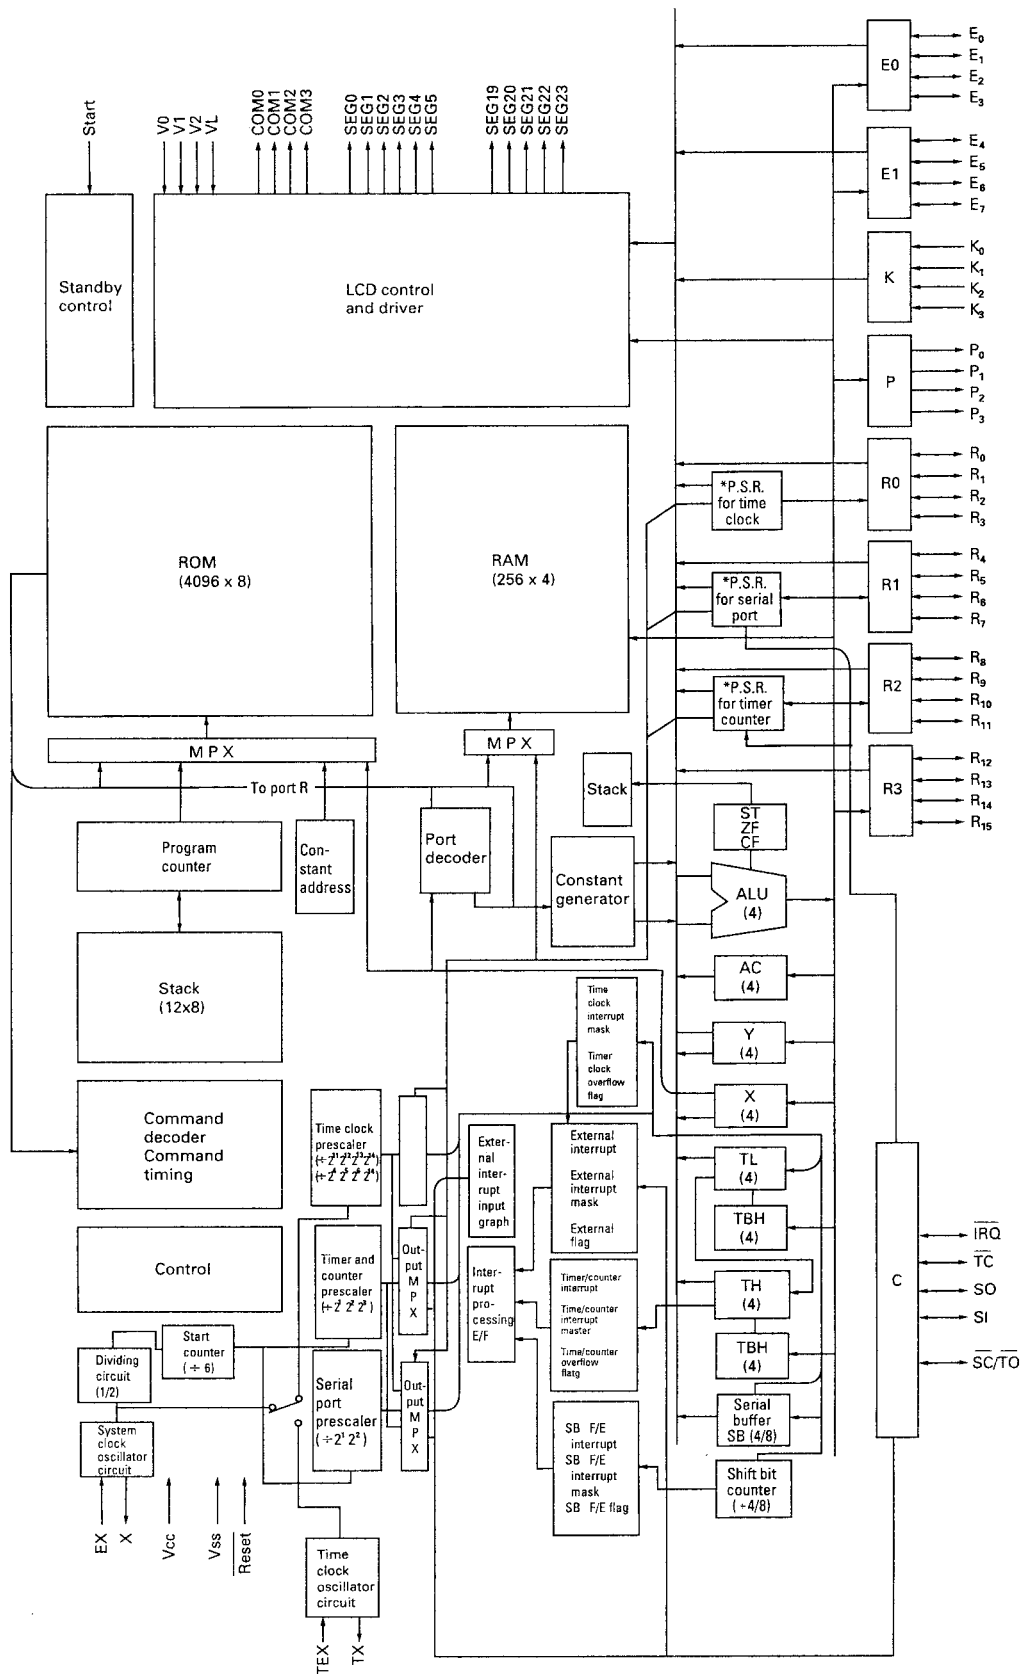 Start
V0
V1
V2
VL
COM0
COM1
COM2
COM3
SEG0
SEG1
SEG2
SEG3
SEG4
SEG5
SEG19
SEG20
SEG21
SEG22
SEG23
Standby
control
LCD control
and driver
E0
E₀
E₁
E₂
E₃
E1
E₄
E₅
E₆
E₇
K
K₀
K₁
K₂
K₃
P
P₀
P₁
P₂
P₃
R0
R₀
R₁
R₂
R₃
R1
R₄
R₅
R₆
R₇
R2
R₈
R₉
R₁₀
R₁₁
R3
R₁₂
R₁₃
R₁₄
R₁₅
*P.S.R.
for time
clock
*P.S.R.
for serial
port
*P.S.R.
for timer
counter
ROM
(4096 x 8)
RAM
(256 x 4)
MPX
MPX
To port R
Program
counter
Con-
stant
address
Port
decoder
Stack
Constant
generator
ST
ZF
CF
ALU
(4)
AC
(4)
Y
(4)
X
(4)
TL
(4)
TBH
(4)
TH
(4)
TBH
(4)
Serial
buffer
SB (4/8)
Shift bit
counter
(÷4/8)
Stack
(12x8)
Command
decoder
Command
timing
Control
Time clock
prescaler
(÷2¹¹ 2¹² 2¹³ 2¹⁴)
Timer and
counter
prescaler
Serial
port
prescaler
(÷2¹ 2²)
Output
MPX
Out-
put
MPX
Exter-
nal
inter-
rupt
input
graph
Inter-
rupt
pro-
cessing
E/F
Time
clock
interrupt
mask
Timer
clock
overflow
flag
External
interrupt
External
interrupt
mask
External
flag
Timer/counter
interrupt
Time/counter
interrupt
master
Time/counter
overflow
flatg
SB F/E
interrupt
SB F/E
interrupt
mask
SB F/E flag
Start
counter
(÷ 6)
Dividing
circuit
(1/2)
System
clock
oscillator
circuit
Time
clock
oscillator
circuit
EX
X
Vcc
Vss
Reset
TEX
TX
C
IRQ
TC
SO
SI
SC/TO